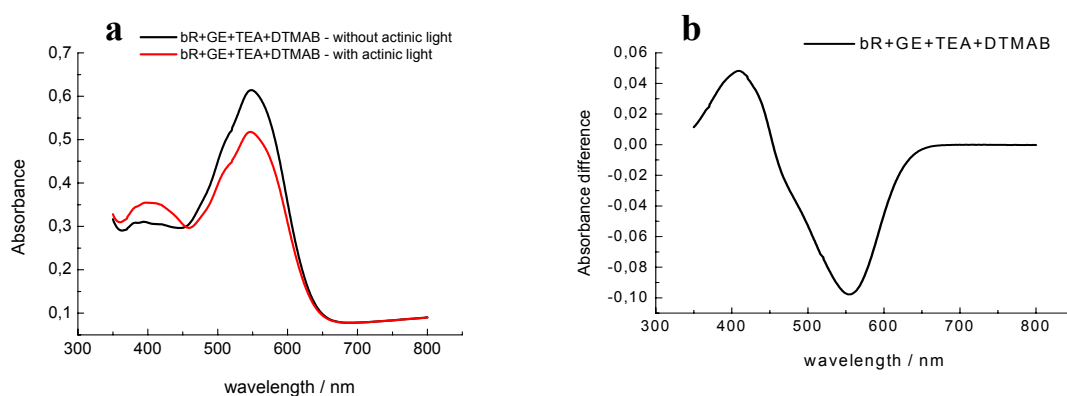 a
bR+GE+TEA+DTMAB - without actinic light
bR+GE+TEA+DTMAB - with actinic light
0,7
0,6
0,5
0,4
0,3
0,2
0,1
Absorbance
300 400 500 600 700 800
wavelength / nm
b
bR+GE+TEA+DTMAB
0,06
0,04
0,02
0,00
-0,02
-0,04
-0,06
-0,08
-0,10
Absorbance difference
300 400 500 600 700 800
wavelength / nm